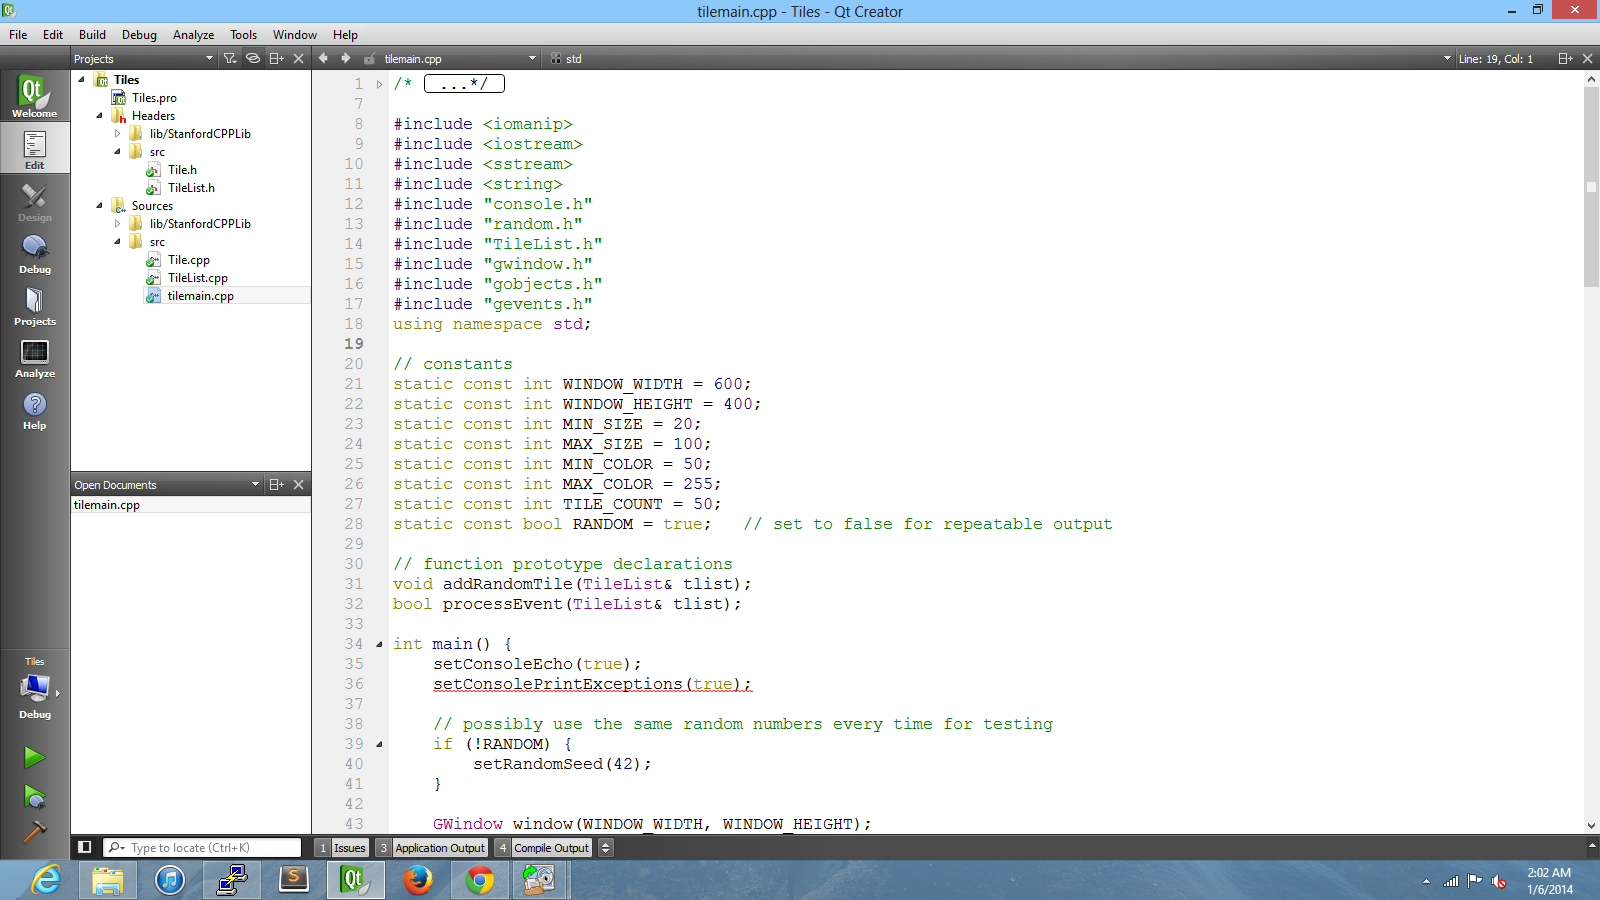 tilemain.cpp - Tiles - Qt Creator
File Edit Build Debug Analyze Tools Window Help
Projects
tilemain.cpp
std
Line: 19, Col: 1
Welcome
Edit
Design
Debug
Projects
Analyze
Help
Tiles
Debug
Tiles
Tiles.pro
Headers
lib/StanfordCPPLib
src
Tile.h
TileList.h
Sources
lib/StanfordCPPLib
src
Tile.cpp
TileList.cpp
tilemain.cpp
Open Documents
tilemain.cpp
1 /* ...*/
7
8 #include <iomanip>
9 #include <iostream>
10 #include <sstream>
11 #include <string>
12 #include "console.h"
13 #include "random.h"
14 #include "TileList.h"
15 #include "gwindow.h"
16 #include "gobjects.h"
17 #include "gevents.h"
18 using namespace std;
19
20 // constants
21 static const int WINDOW_WIDTH = 600;
22 static const int WINDOW_HEIGHT = 400;
23 static const int MIN_SIZE = 20;
24 static const int MAX_SIZE = 100;
25 static const int MIN_COLOR = 50;
26 static const int MAX_COLOR = 255;
27 static const int TILE_COUNT = 50;
28 static const bool RANDOM = true; // set to false for repeatable output
29
30 // function prototype declarations
31 void addRandomTile(TileList& tlist);
32 bool processEvent(TileList& tlist);
33
34 int main() {
35 setConsoleEcho(true);
36 setConsolePrintExceptions(true);
37
38 // possibly use the same random numbers every time for testing
39 if (!RANDOM) {
40 setRandomSeed(42);
41 }
42
43 GWindow window(WINDOW_WIDTH, WINDOW_HEIGHT);
Type to locate (Ctrl+K)
1 Issues
3 Application Output
4 Compile Output
2:02 AM
1/6/2014